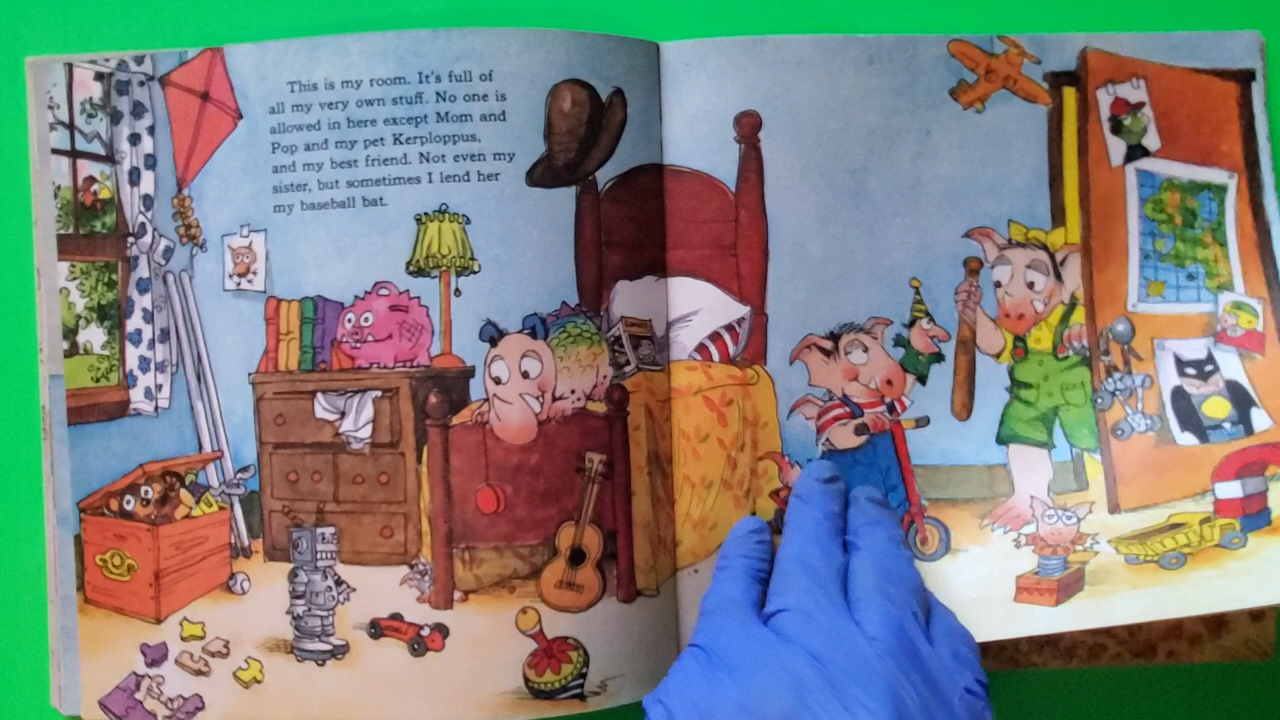 This is my room. It's full of
all my very own stuff. No one is
allowed in here except Mom and
Pop and my pet Kerploppus,
and my best friend. Not even my
sister, but sometimes I lend her
my baseball bat.